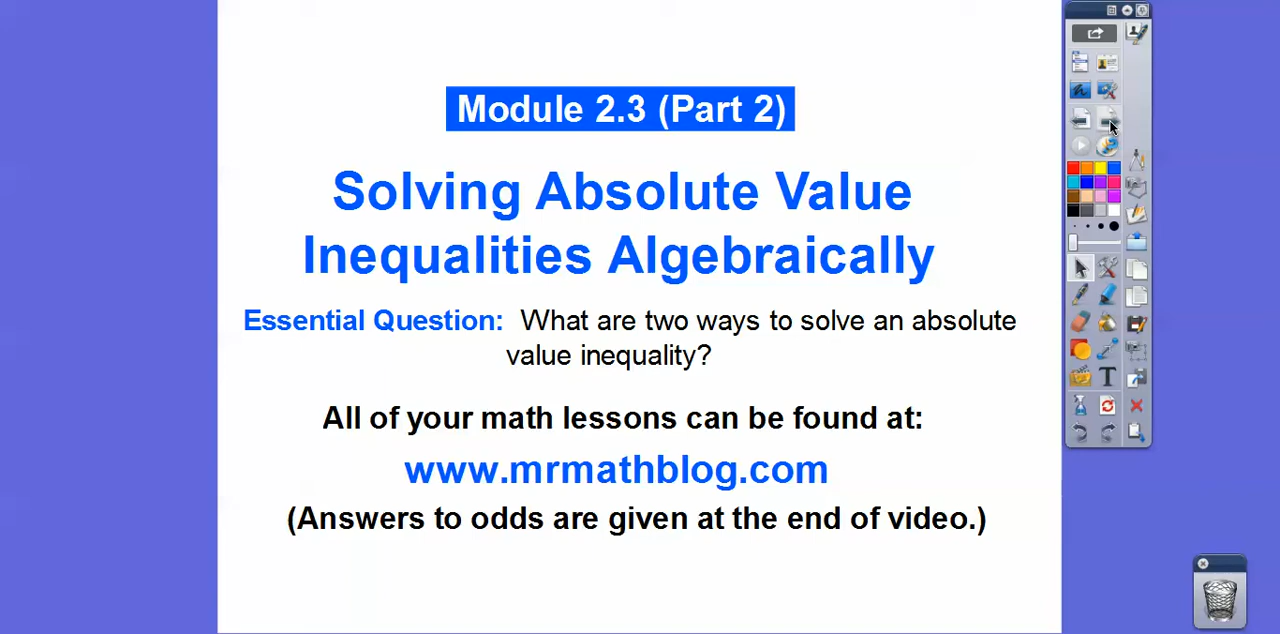 Module 2.3 (Part 2)
Solving Absolute Value
Inequalities Algebraically
Essential Question: What are two ways to solve an absolute
value inequality?
All of your math lessons can be found at:
www.mrmathblog.com
(Answers to odds are given at the end of video.)
T